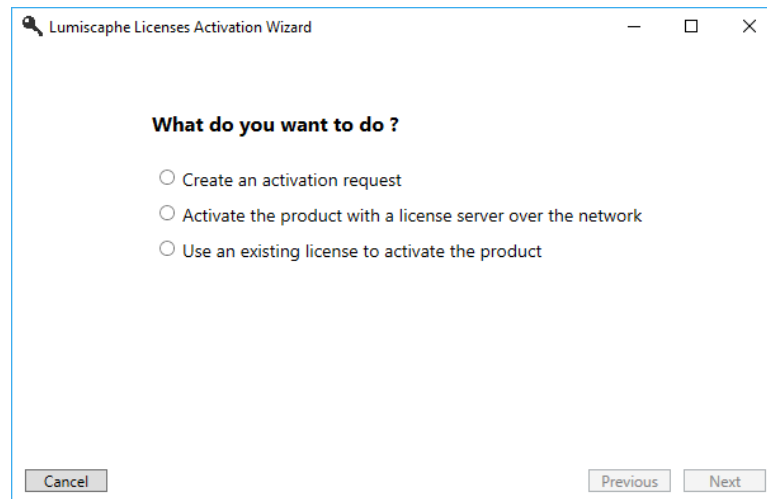 Lumiscaphe Licenses Activation Wizard
What do you want to do ?
Create an activation request
Activate the product with a license server over the network
Use an existing license to activate the product
Cancel
Previous
Next